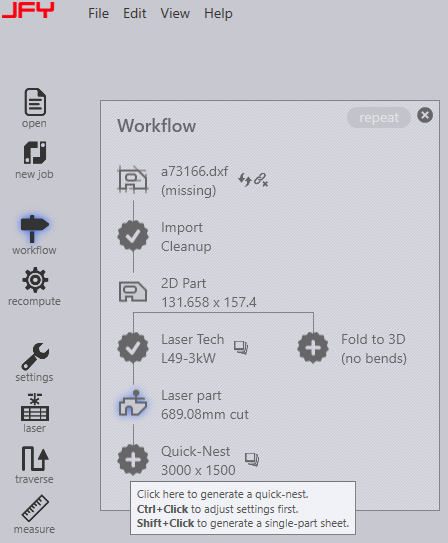 JFY
File Edit View Help
open
new job
workflow
recompute
settings
laser
traverse
measure
Workflow
repeat
a73166.dxf
(missing)
Import
Cleanup
2D Part
131.658 x 157.4
Laser Tech
L49-3kW
Fold to 3D
(no bends)
Laser part
689.08mm cut
Quick-Nest
3000 x 1500
Click here to generate a quick-nest.
Ctrl+Click to adjust settings first.
Shift+Click to generate a single-part sheet.